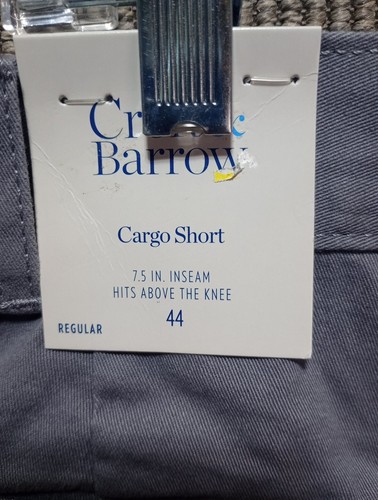 Barrow
Cargo Short
7.5 IN. INSEAM
HITS ABOVE THE KNEE
44
REGULAR